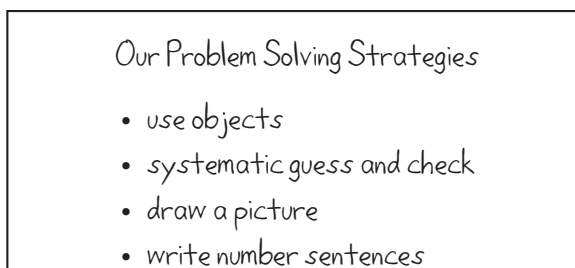 Our Problem Solving Strategies
• use objects
• systematic guess and check
• draw a picture
• write number sentences